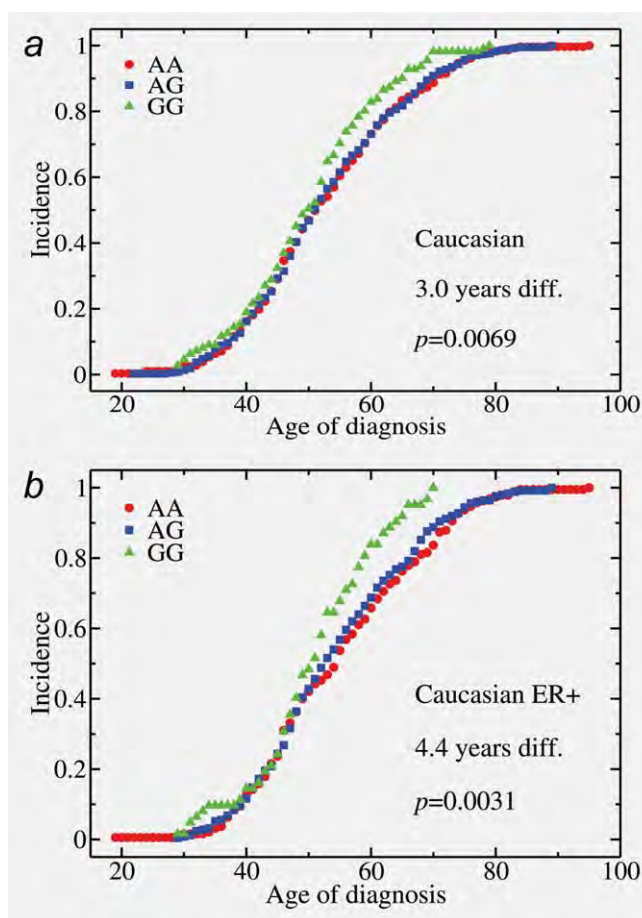 a
1
AA
AG
GG
0.8
0.6
Incidence
0.4
Caucasian
3.0 years diff.
0.2
p=0.0069
0
20 40 60 80 100
Age of diagnosis
b
1
AA
AG
GG
0.8
0.6
Incidence
0.4
Caucasian ER+
4.4 years diff.
0.2
p=0.0031
0
20 40 60 80 100
Age of diagnosis